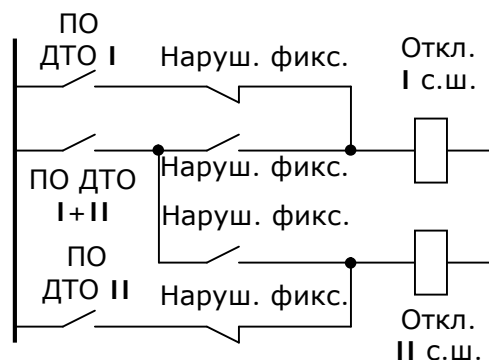 ПО
ДТО I
Наруш. фикс.
Откл.
I с.ш.
ПО ДТО
I+II
Наруш. фикс.
Наруш. фикс.
ПО
ДТО II
Наруш. фикс.
Откл.
II с.ш.